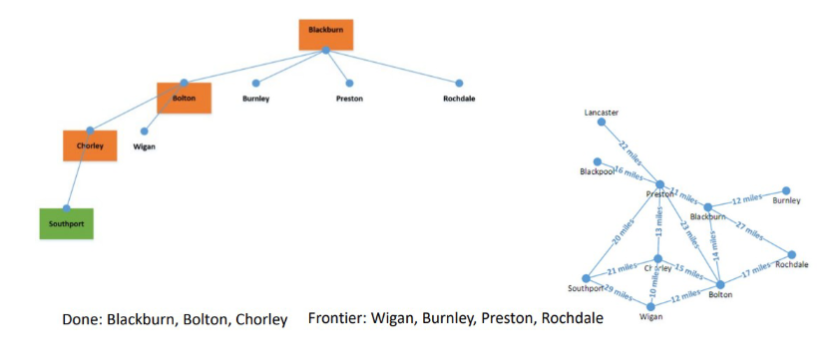 Blackburn
Bolton
Burnley
Preston
Rochdale
Chorley
Wigan
Southport
Lancaster
22 miles
Blackpool
16 miles
Preston
11 miles
12 miles
Burnley
Blackburn
20 miles
13 miles
23 miles
27 miles
14 miles
21 miles
Chorley
15 miles
17 miles
Rochdale
Southport
29 miles
10 miles
12 miles
Bolton
Wigan
Done: Blackburn, Bolton, Chorley
Frontier: Wigan, Burnley, Preston, Rochdale